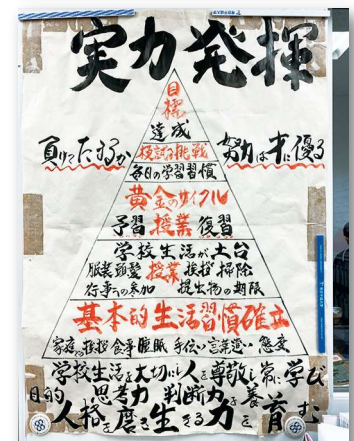 実力発揮
目標
達成
負けてたまるか
模試等挑戦
努力は才に優る
毎日の学習習慣
黄金のサイクル
予習 授業 復習
学校生活が土台
服装頭髪 授業 挨拶 掃除
行事への参加 提出物の期限
基本的生活習慣確立
家庭での挨拶 食事 睡眠 手伝い 言葉遣い 態度
学校生活を大切に 人を尊敬し 常に学び
目的 思考力 判断力を養い
人格を磨き 生きる力を育む